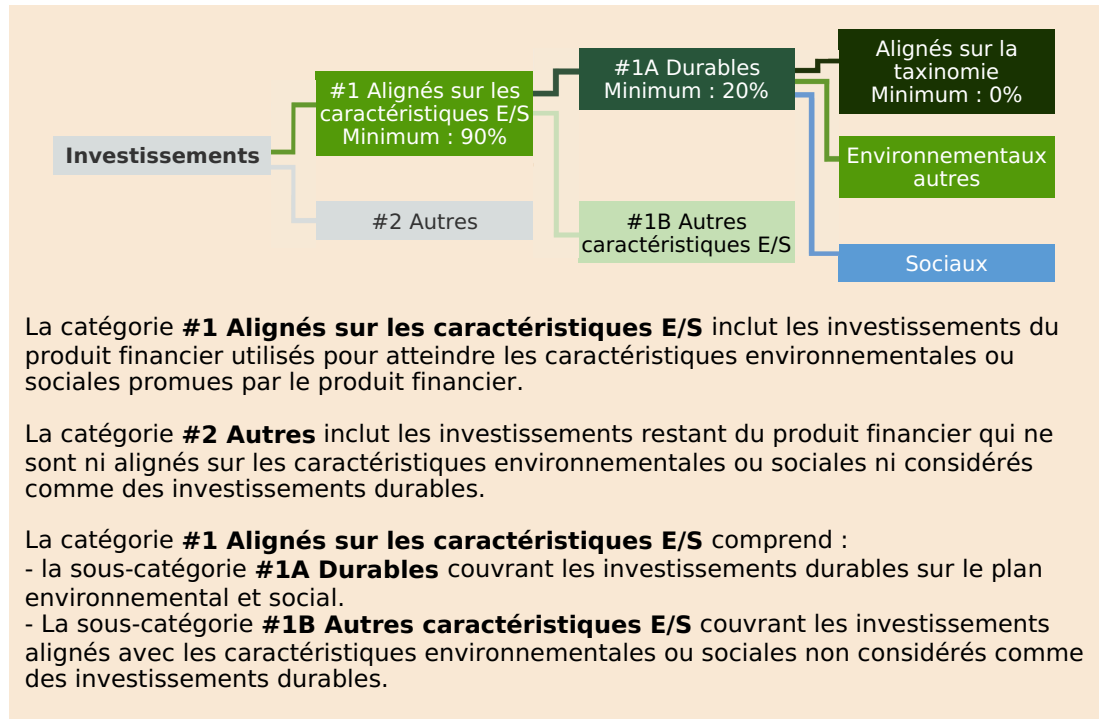 Investissements
#1 Alignés sur les
caractéristiques E/S
Minimum : 90%
#2 Autres
#1A Durables
Minimum : 20%
#1B Autres
caractéristiques E/S
Alignés sur la
taxinomie
Minimum : 0%
Environnementaux
autres
Sociaux
La catégorie #1 Alignés sur les caractéristiques E/S inclut les investissements du
produit financier utilisés pour atteindre les caractéristiques environnementales ou
sociales promues par le produit financier.
La catégorie #2 Autres inclut les investissements restant du produit financier qui ne
sont ni alignés sur les caractéristiques environnementales ou sociales ni considérés
comme des investissements durables.
La catégorie #1 Alignés sur les caractéristiques E/S comprend :
- la sous-catégorie #1A Durables couvrant les investissements durables sur le plan
environnemental et social.
- La sous-catégorie #1B Autres caractéristiques E/S couvrant les investissements
alignés avec les caractéristiques environnementales ou sociales non considérés comme
des investissements durables.